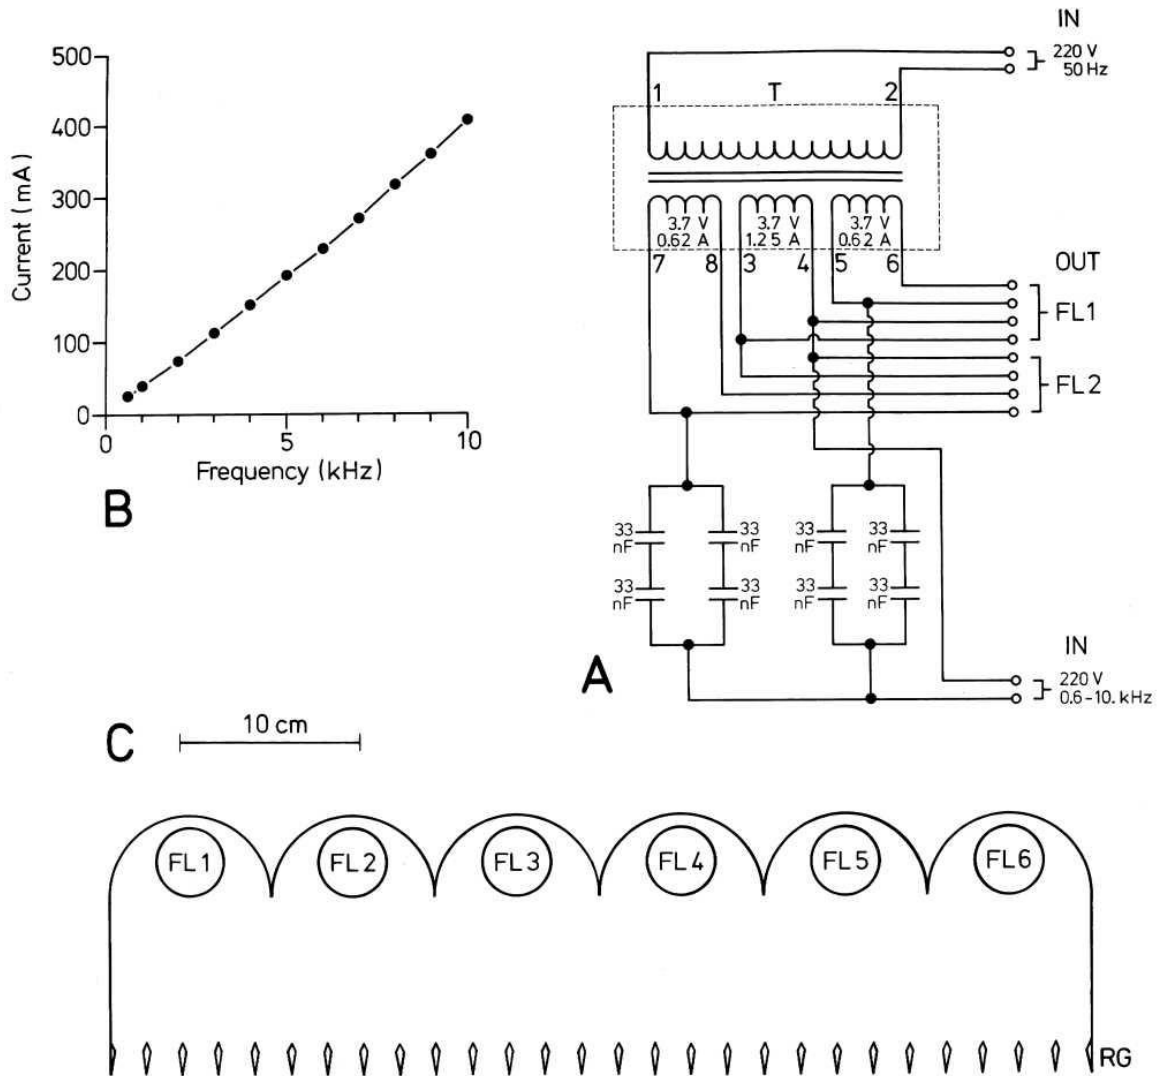 500
400
300
200
100
0
Current (mA)
0
5
10
Frequency (kHz)
B
IN
220 V
50 Hz
1
T
2
3.7 V
0.62 A
3.7 V
1.25 A
3.7 V
0.62 A
7
8
3
4
5
6
OUT
FL1
FL2
33
nF
33
nF
33
nF
33
nF
33
nF
33
nF
33
nF
33
nF
A
IN
220 V
0.6-10. kHz
C
10 cm
FL1
FL2
FL3
FL4
FL5
FL6
RG